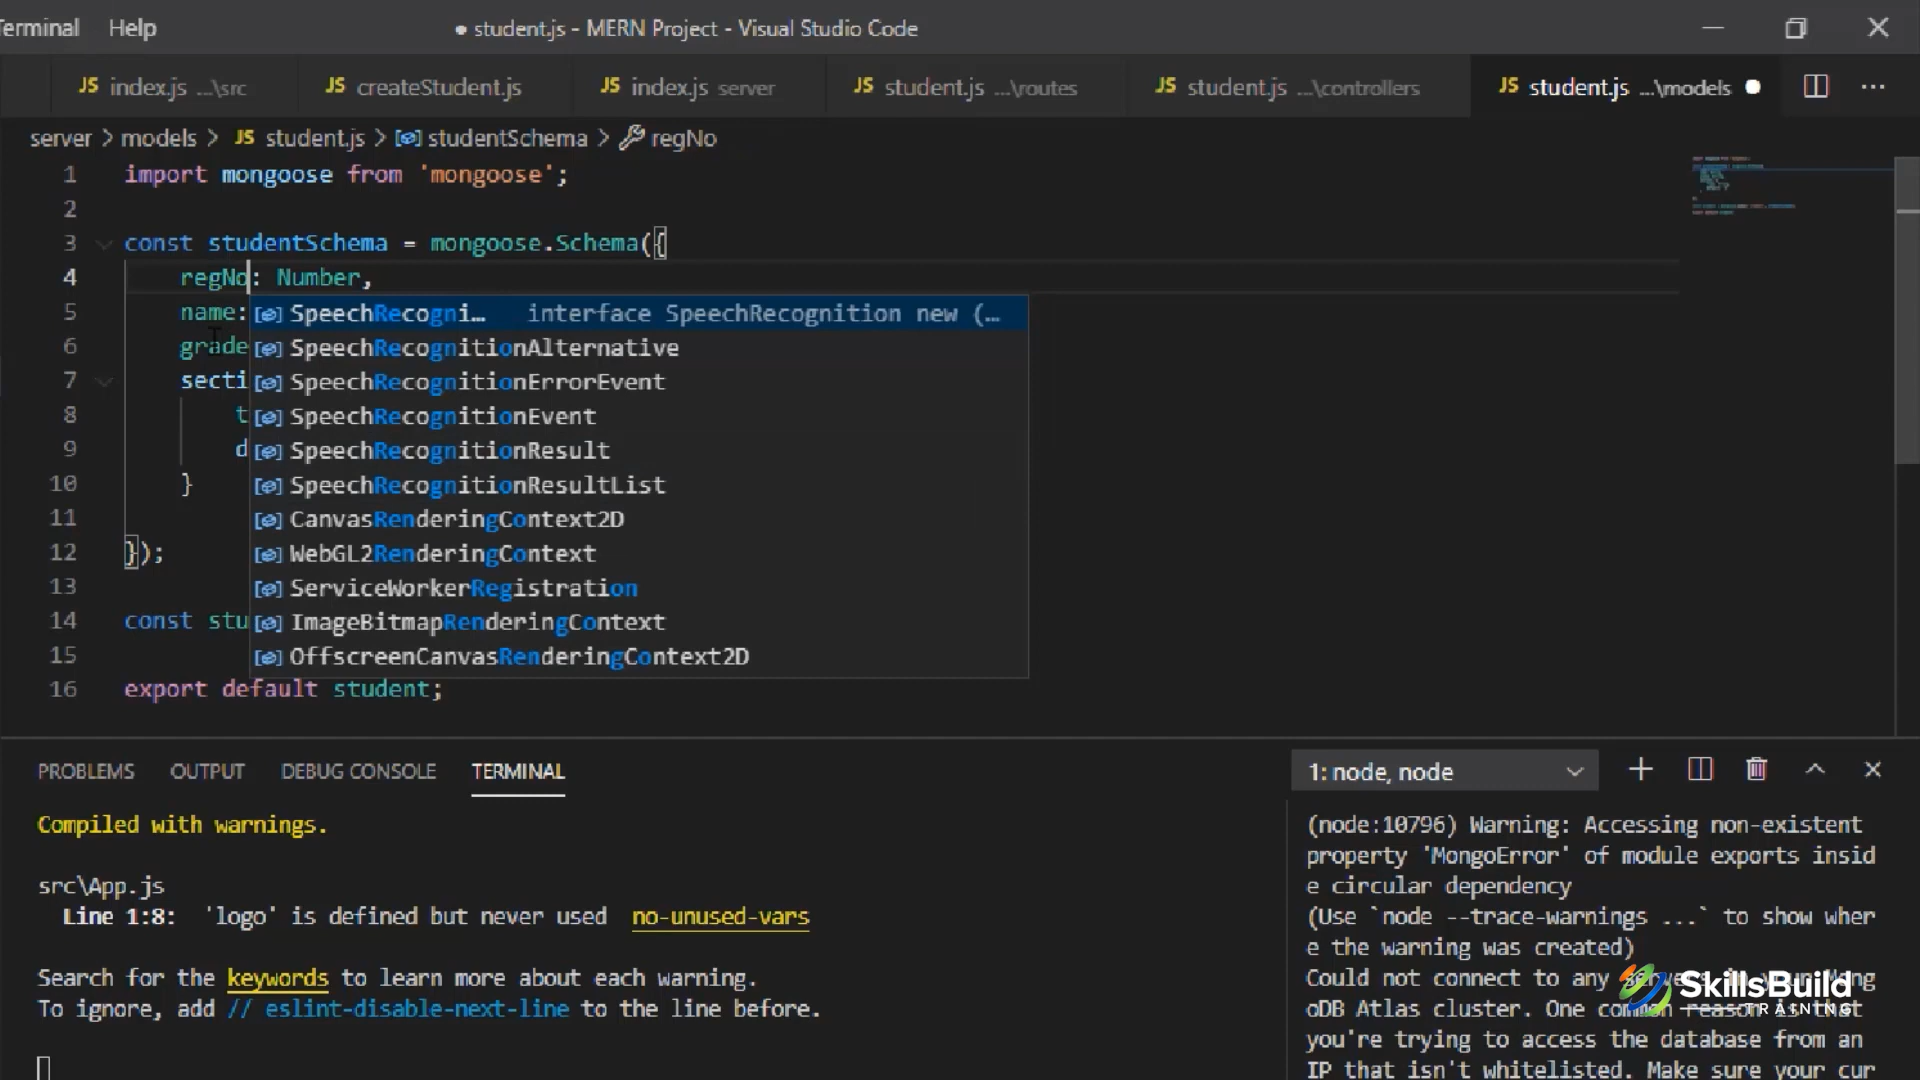 Terminal Help ● student.js - MERN Project - Visual Studio Code
JS index.js ...\src JS createStudent.js JS index.js server JS student.js ...\routes JS student.js ...\controllers JS student.js ...\models
server > models > JS student.js > studentSchema > regNo
1 import mongoose from 'mongoose';
2
3 const studentSchema = mongoose.Schema({
4 regNo: Number,
5 name:
6 grade
7 secti
8 t
9 d
10 }
11
12 });
13
14 const stu
15
16 export default student;
SpeechRecogni… interface SpeechRecognition new (…
SpeechRecognitionAlternative
SpeechRecognitionErrorEvent
SpeechRecognitionEvent
SpeechRecognitionResult
SpeechRecognitionResultList
CanvasRenderingContext2D
WebGL2RenderingContext
ServiceWorkerRegistration
ImageBitmapRenderingContext
OffscreenCanvasRenderingContext2D
PROBLEMS OUTPUT DEBUG CONSOLE TERMINAL 1: node, node
Compiled with warnings.
src\App.js
Line 1:8: 'logo' is defined but never used no-unused-vars
Search for the keywords to learn more about each warning.
To ignore, add // eslint-disable-next-line to the line before.
(node:10796) Warning: Accessing non-existent
property 'MongoError' of module exports insid
e circular dependency
(Use `node --trace-warnings ...` to show wher
e the warning was created)
Could not connect to any servers in your Mong
oDB Atlas cluster. One common reason is that
you're trying to access the database from an
IP that isn't whitelisted. Make sure your cur
SkillsBuild
TRAINING